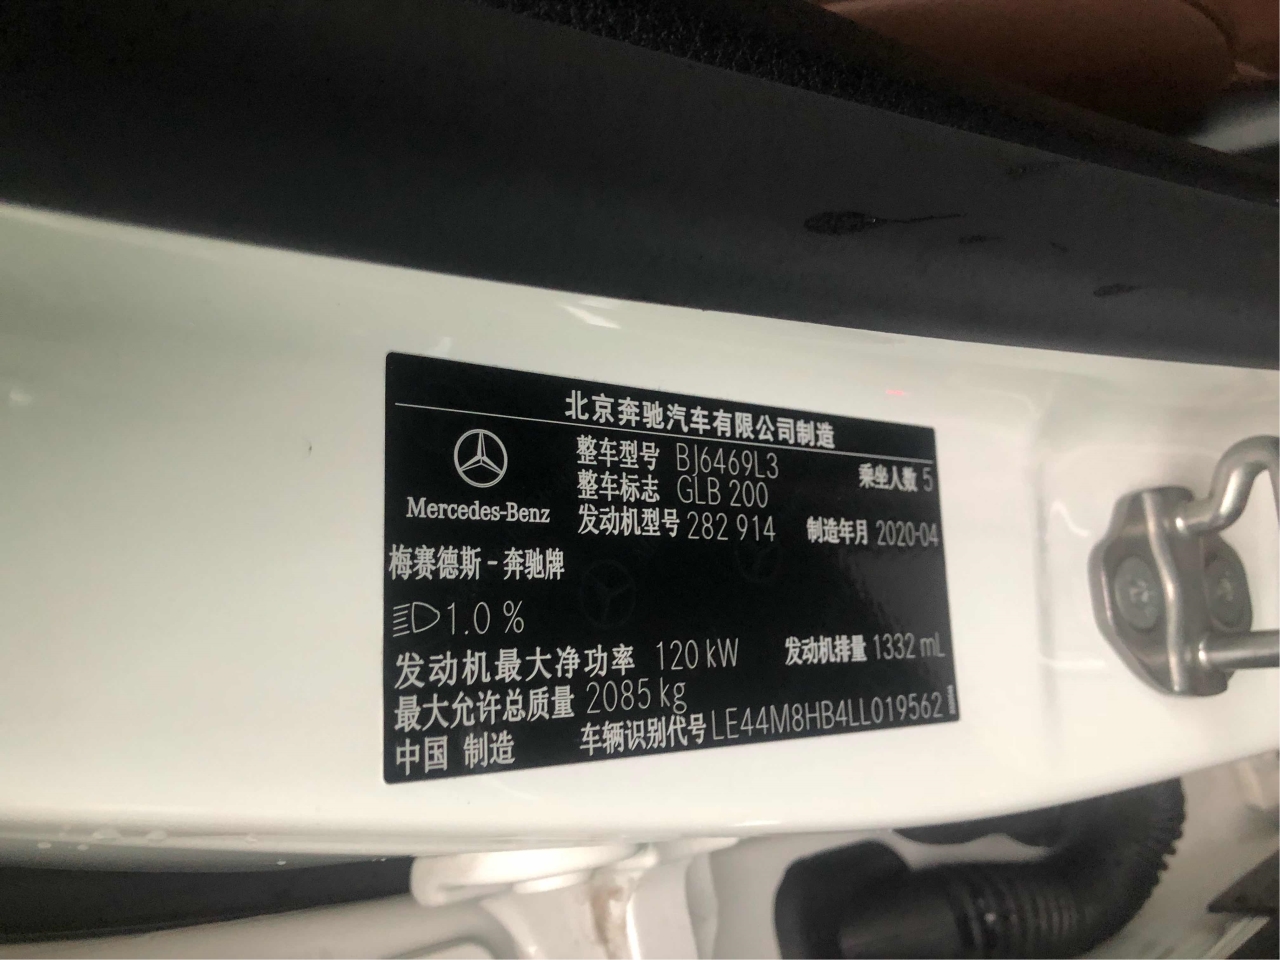 北京奔驰汽车有限公司制造
Mercedes-Benz
整车型号 BJ6469L3 乘坐人数 5
整车标志 GLB 200
发动机型号 282 914 制造年月 2020-04
梅赛德斯-奔驰牌
1.0 %
发动机最大净功率 120 kW 发动机排量 1332 mL
最大允许总质量 2085 kg
中国 制造 车辆识别代号 LE44M8HB4LL019562